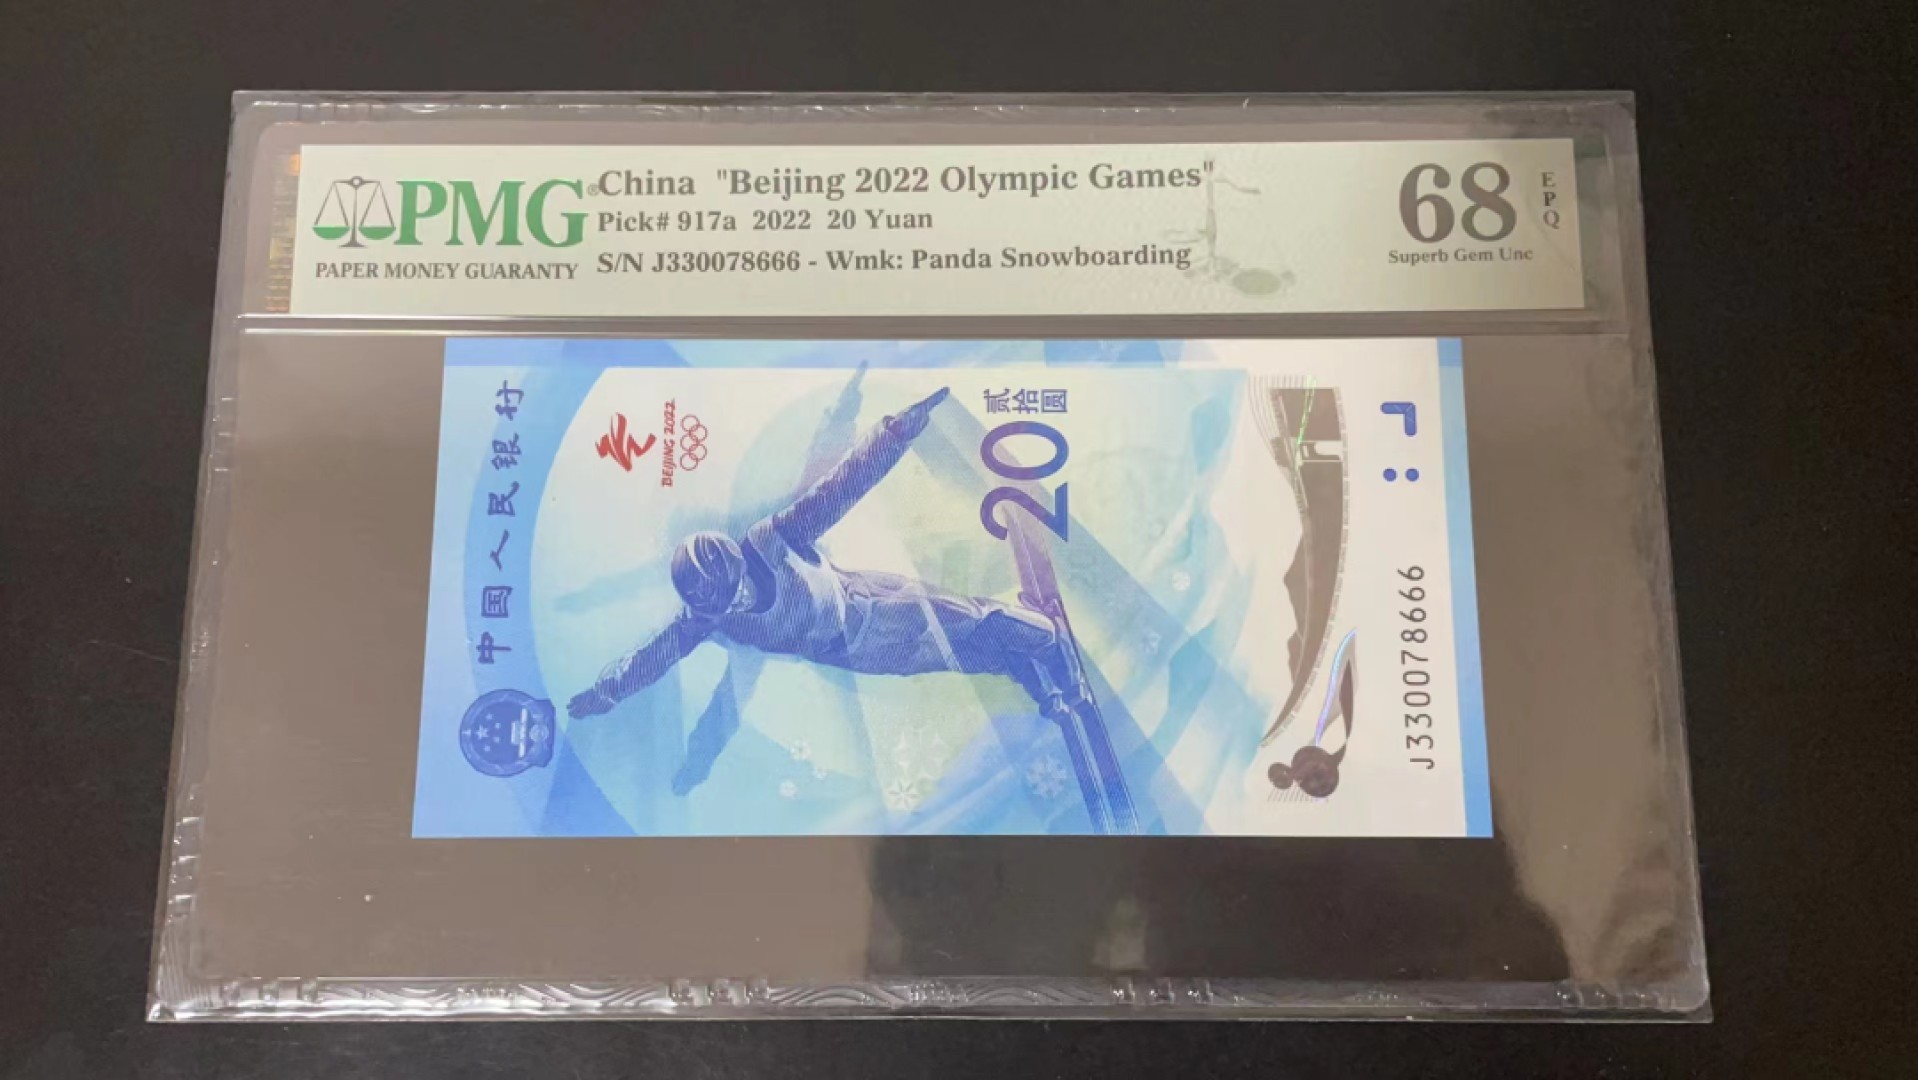 PMG®
PAPER MONEY GUARANTY
China "Beijing 2022 Olympic Games"
Pick# 917a 2022 20 Yuan
S/N J330078666 - Wmk: Panda Snowboarding
68
EPQ
Superb Gem Unc
中国人民银行
BEIJING 2022
贰拾圆
20
J330078666